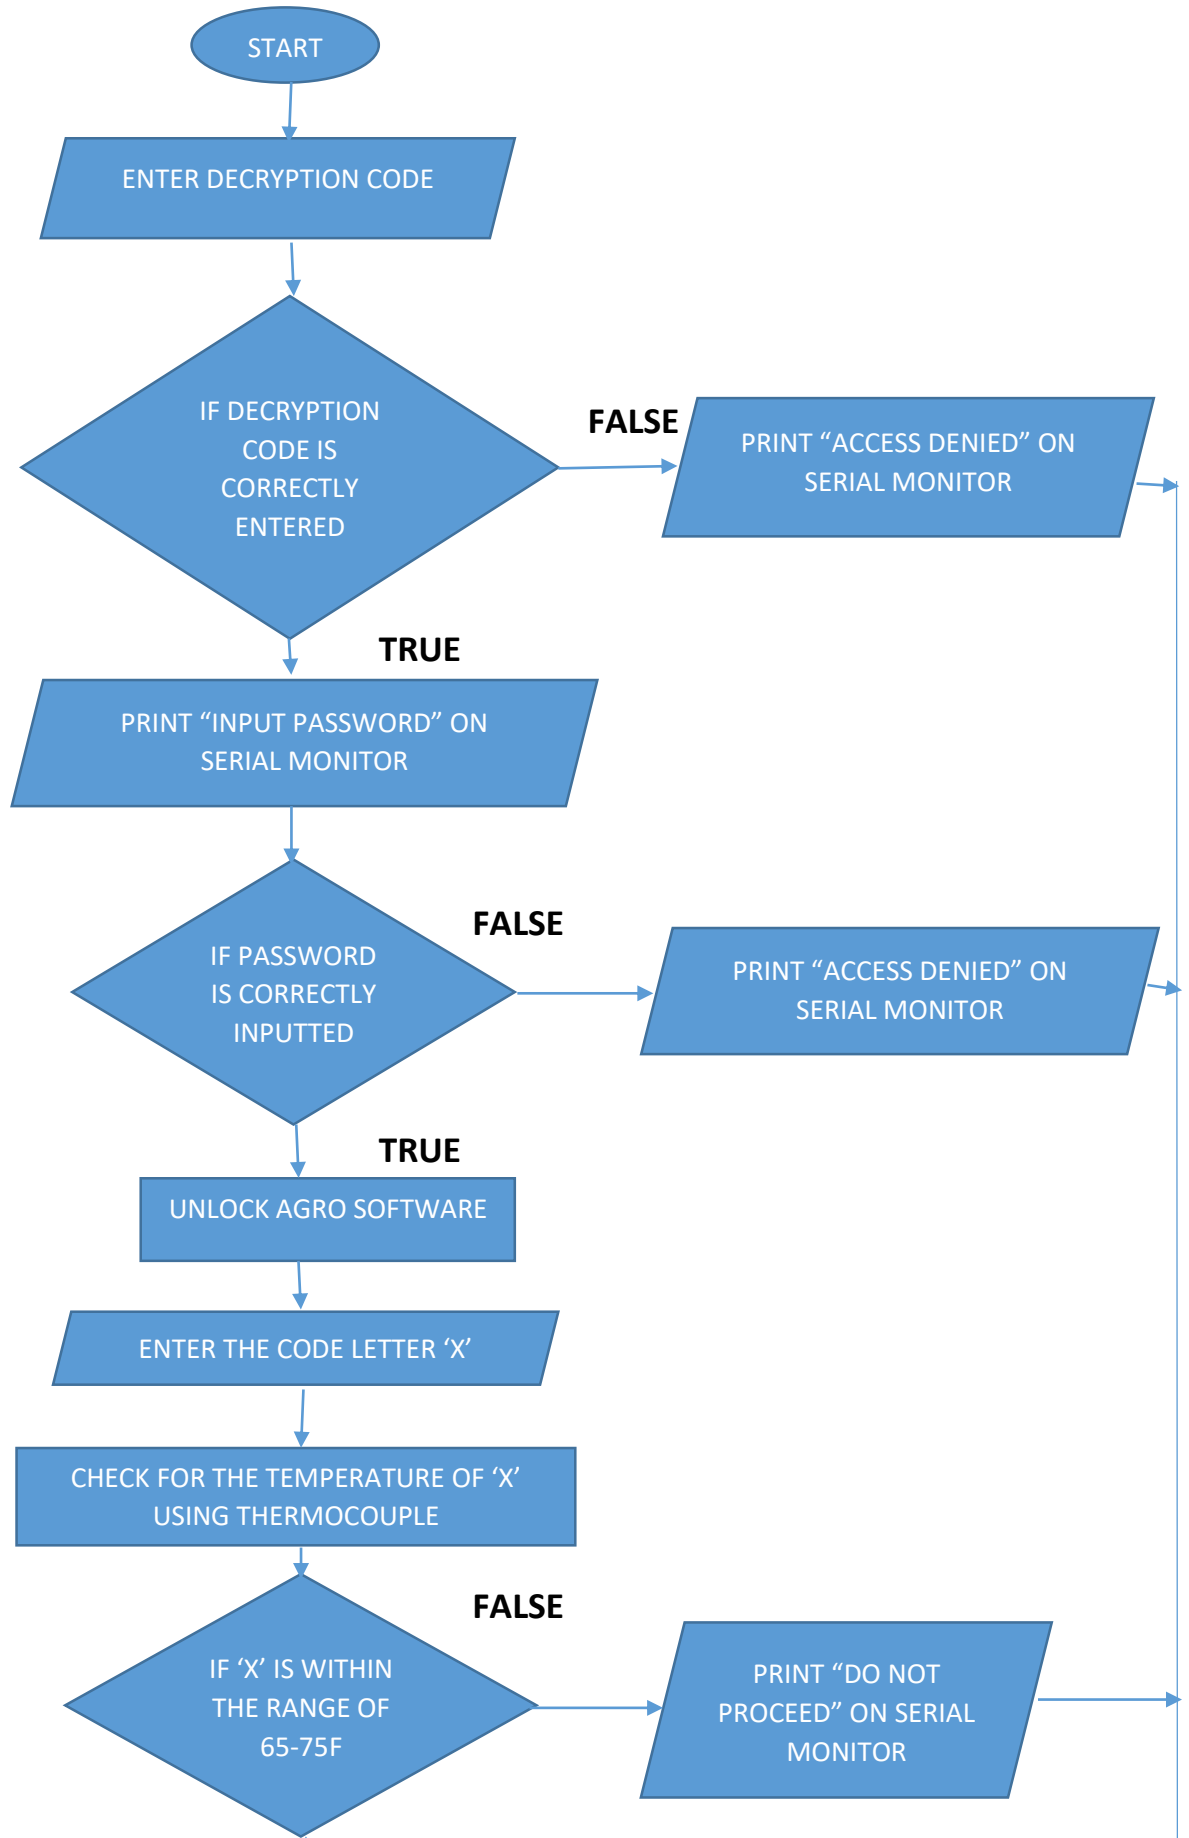 START
ENTER DECRYPTION CODE
IF DECRYPTION
CODE IS
CORRECTLY
ENTERED
FALSE
PRINT “ACCESS DENIED” ON
SERIAL MONITOR
TRUE
PRINT “INPUT PASSWORD” ON
SERIAL MONITOR
IF PASSWORD
IS CORRECTLY
INPUTTED
FALSE
PRINT “ACCESS DENIED” ON
SERIAL MONITOR
TRUE
UNLOCK AGRO SOFTWARE
ENTER THE CODE LETTER ‘X’
CHECK FOR THE TEMPERATURE OF ‘X’
USING THERMOCOUPLE
IF ‘X’ IS WITHIN
THE RANGE OF
65-75F
FALSE
PRINT “DO NOT
PROCEED” ON SERIAL
MONITOR